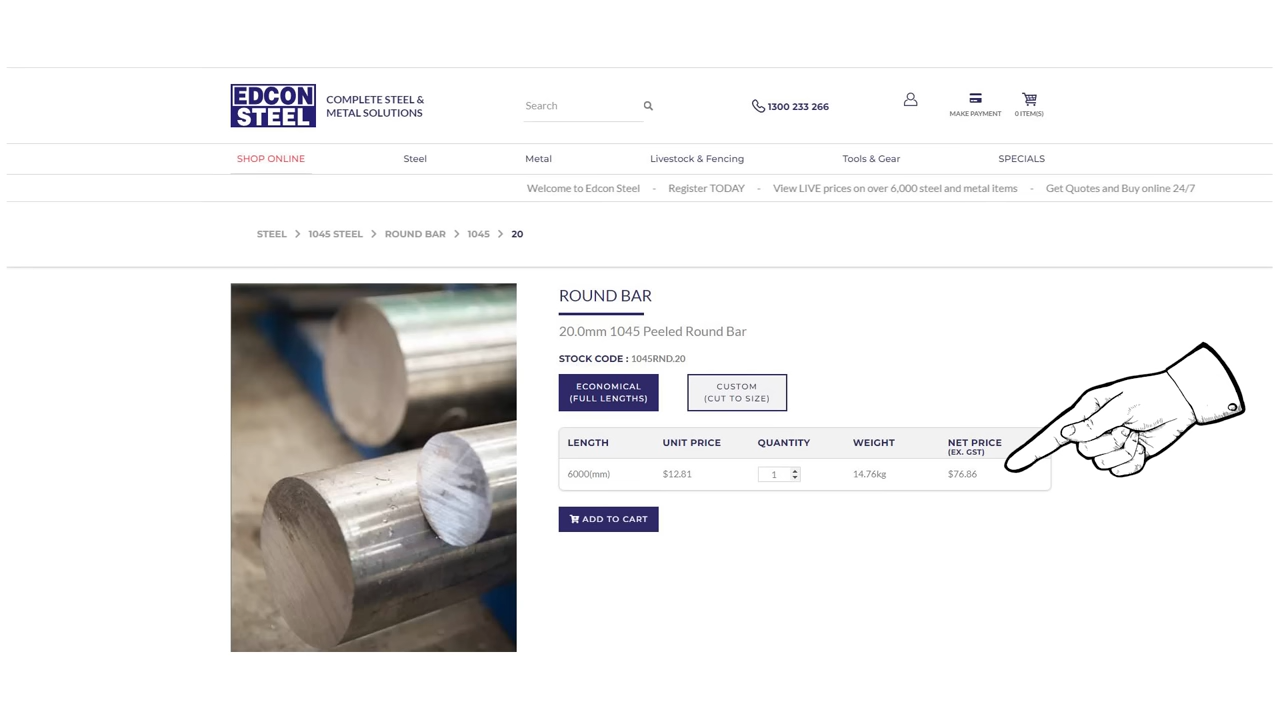 EDCON
STEEL
COMPLETE STEEL &
METAL SOLUTIONS
Search
1300 233 266
MAKE PAYMENT
0 ITEM(S)
SHOP ONLINE
Steel
Metal
Livestock & Fencing
Tools & Gear
SPECIALS
Welcome to Edcon Steel - Register TODAY - View LIVE prices on over 6,000 steel and metal items - Get Quotes and Buy online 24/7
STEEL > 1045 STEEL > ROUND BAR > 1045 > 20
ROUND BAR
20.0mm 1045 Peeled Round Bar
STOCK CODE : 1045RND.20
ECONOMICAL
(FULL LENGTHS)
CUSTOM
(CUT TO SIZE)
LENGTH UNIT PRICE QUANTITY WEIGHT NET PRICE
(EX. GST)
6000(mm) $12.81 1 14.76kg $76.86
ADD TO CART